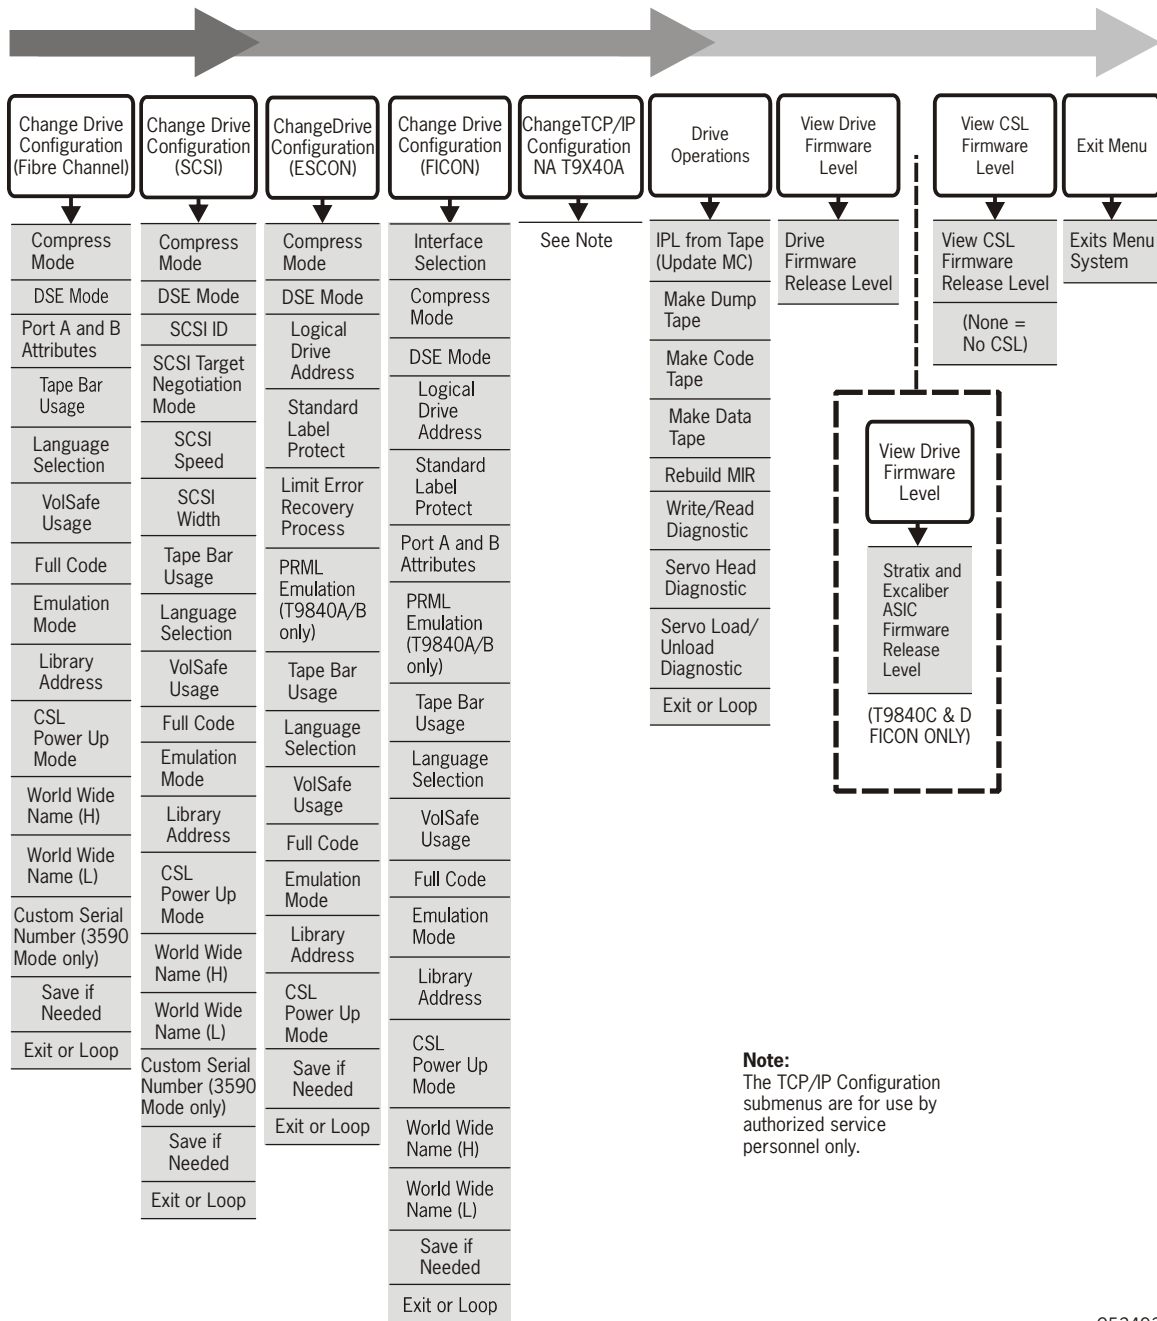 Change Drive
Configuration
(Fibre Channel)
Compress
Mode
DSE Mode
Port A and B
Attributes
Tape Bar
Usage
Language
Selection
VolSafe
Usage
Full Code
Emulation
Mode
Library
Address
CSL
Power Up
Mode
World Wide
Name (H)
World Wide
Name (L)
Custom Serial
Number (3590
Mode only)
Save if
Needed
Exit or Loop
Change Drive
Configuration
(SCSI)
Compress
Mode
DSE Mode
SCSI ID
SCSI Target
Negotiation
Mode
SCSI
Speed
SCSI
Width
Tape Bar
Usage
Language
Selection
VolSafe
Usage
Full Code
Emulation
Mode
Library
Address
CSL
Power Up
Mode
World Wide
Name (H)
World Wide
Name (L)
Custom Serial
Number (3590
Mode only)
Save if
Needed
Exit or Loop
ChangeDrive
Configuration
(ESCON)
Compress
Mode
DSE Mode
Logical
Drive
Address
Standard
Label
Protect
Limit Error
Recovery
Process
PRML
Emulation
(T9840A/B
only)
Tape Bar
Usage
Language
Selection
VolSafe
Usage
Full Code
Emulation
Mode
Library
Address
CSL
Power Up
Mode
Save if
Needed
Exit or Loop
Change Drive
Configuration
(FICON)
Interface
Selection
Compress
Mode
DSE Mode
Logical
Drive
Address
Standard
Label
Protect
Port A and B
Attributes
PRML
Emulation
(T9840A/B
only)
Tape Bar
Usage
Language
Selection
VolSafe
Usage
Full Code
Emulation
Mode
Library
Address
CSL
Power Up
Mode
World Wide
Name (H)
World Wide
Name (L)
Save if
Needed
Exit or Loop
ChangeTCP/IP
Configuration
NA T9X40A
See Note
Drive
Operations
IPL from Tape
(Update MC)
Make Dump
Tape
Make Code
Tape
Make Data
Tape
Rebuild MIR
Write/Read
Diagnostic
Servo Head
Diagnostic
Servo Load/
Unload
Diagnostic
Exit or Loop
View Drive
Firmware
Level
Drive
Firmware
Release Level
View CSL
Firmware
Level
View CSL
Firmware
Release Level
(None =
No CSL)
Exit Menu
Exits Menu
System
View Drive
Firmware
Level
Stratix and
Excaliber
ASIC
Firmware
Release
Level
(T9840C & D
FICON ONLY)
Note:
The TCP/IP Configuration
submenus are for use by
authorized service
personnel only.